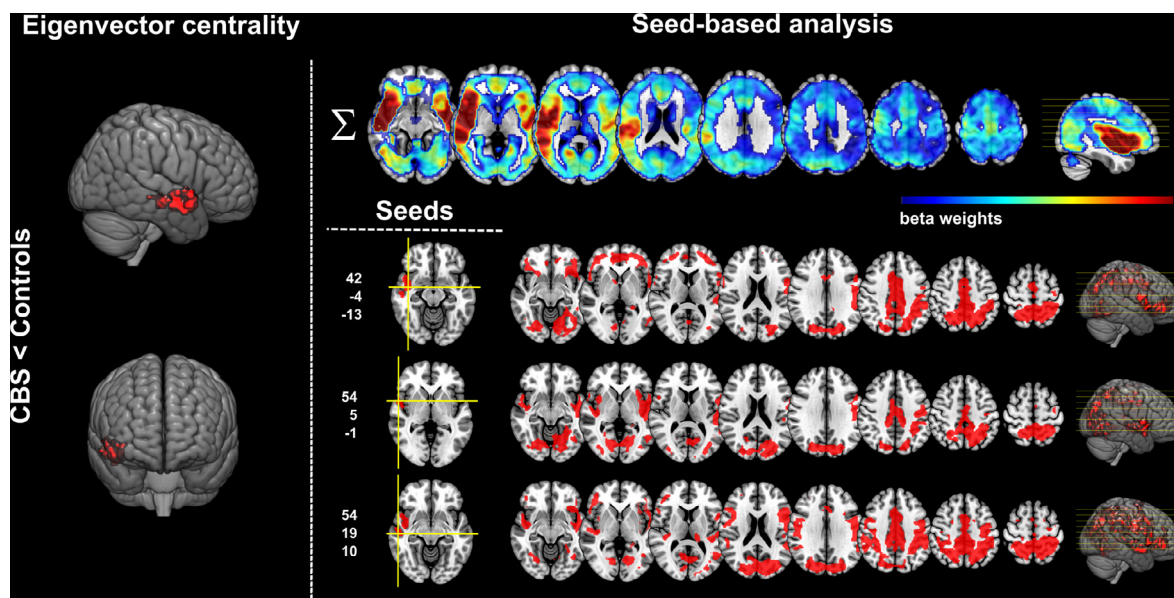 Eigenvector centrality
Seed-based analysis
CBS < Controls
Σ
beta weights
Seeds
42
-4
-13
54
5
-1
54
19
10